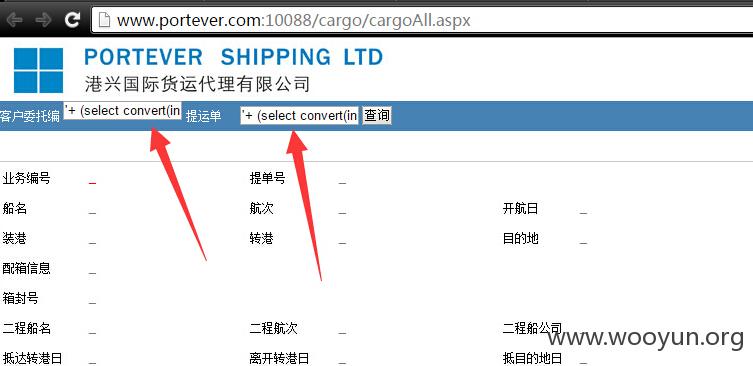 www.portever.com:10088/cargo/cargoAll.aspx
PORTEVER SHIPPING LTD
港兴国际货运代理有限公司
客户委托编 '+ (select convert(in 提运单 '+ (select convert(in 查询
业务编号 _ 提单号 _
船名 _ 航次 _ 开航日 _
装港 _ 转港 _ 目的地 _
配箱信息 _
箱封号 _
二程船名 _ 二程航次 _ 二程船公司
www.wooyun.org
抵达转港日 _ 离开转港日 _ 抵目的地日 _